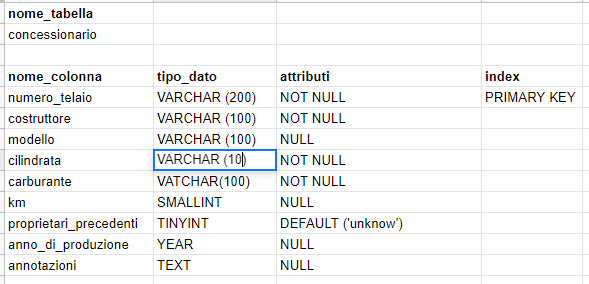 nome_tabella
concessionario
nome_colonna tipo_dato attributi index
numero_telaio VARCHAR (200) NOT NULL PRIMARY KEY
costruttore VARCHAR (100) NOT NULL
modello VARCHAR (100) NULL
cilindrata VARCHAR (10) NOT NULL
carburante VATCHAR(100) NOT NULL
km SMALLINT NULL
proprietari_precedenti TINYINT DEFAULT ('unknow')
anno_di_produzione YEAR NULL
annotazioni TEXT NULL